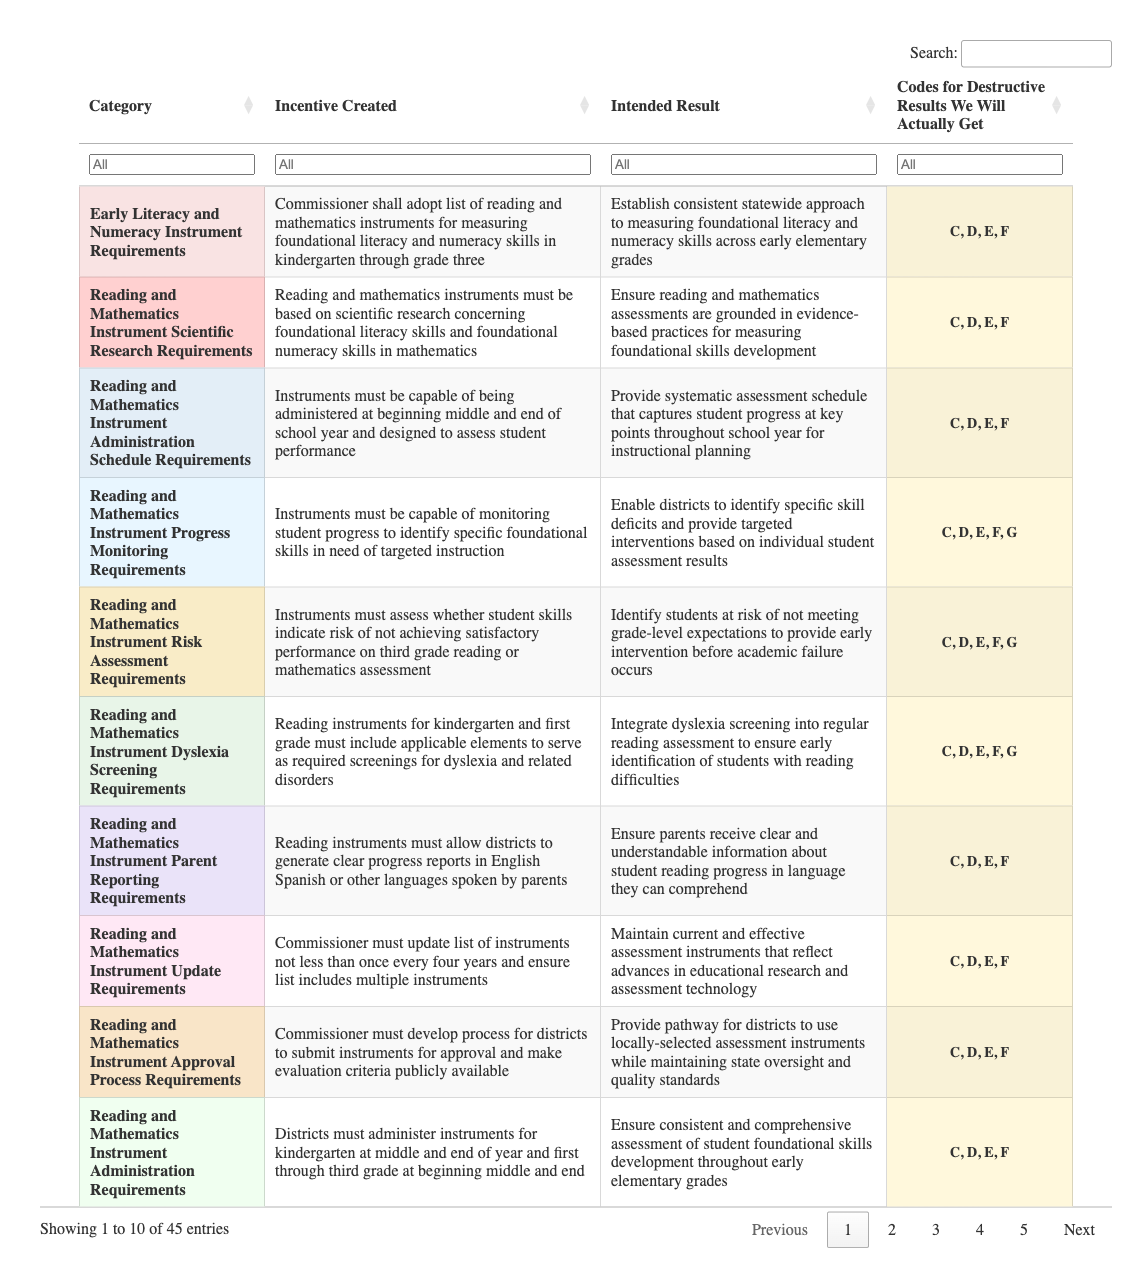 Search:
Category
Incentive Created
Intended Result
Codes for Destructive
Results We Will
Actually Get
All
All
All
All
Early Literacy and
Numeracy Instrument
Requirements
Commissioner shall adopt list of reading and
mathematics instruments for measuring
foundational literacy and numeracy skills in
kindergarten through grade three
Establish consistent statewide approach
to measuring foundational literacy and
numeracy skills across early elementary
grades
C, D, E, F
Reading and
Mathematics
Instrument Scientific
Research Requirements
Reading and mathematics instruments must be
based on scientific research concerning
foundational literacy skills and foundational
numeracy skills in mathematics
Ensure reading and mathematics
assessments are grounded in evidence-
based practices for measuring
foundational skills development
C, D, E, F
Reading and
Mathematics
Instrument
Administration
Schedule Requirements
Instruments must be capable of being
administered at beginning middle and end of
school year and designed to assess student
performance
Provide systematic assessment schedule
that captures student progress at key
points throughout school year for
instructional planning
C, D, E, F
Reading and
Mathematics
Instrument Progress
Monitoring
Requirements
Instruments must be capable of monitoring
student progress to identify specific foundational
skills in need of targeted instruction
Enable districts to identify specific skill
deficits and provide targeted
interventions based on individual student
assessment results
C, D, E, F, G
Reading and
Mathematics
Instrument Risk
Assessment
Requirements
Instruments must assess whether student skills
indicate risk of not achieving satisfactory
performance on third grade reading or
mathematics assessment
Identify students at risk of not meeting
grade-level expectations to provide early
intervention before academic failure
occurs
C, D, E, F, G
Reading and
Mathematics
Instrument Dyslexia
Screening
Requirements
Reading instruments for kindergarten and first
grade must include applicable elements to serve
as required screenings for dyslexia and related
disorders
Integrate dyslexia screening into regular
reading assessment to ensure early
identification of students with reading
difficulties
C, D, E, F, G
Reading and
Mathematics
Instrument Parent
Reporting
Requirements
Reading instruments must allow districts to
generate clear progress reports in English
Spanish or other languages spoken by parents
Ensure parents receive clear and
understandable information about
student reading progress in language
they can comprehend
C, D, E, F
Reading and
Mathematics
Instrument Update
Requirements
Commissioner must update list of instruments
not less than once every four years and ensure
list includes multiple instruments
Maintain current and effective
assessment instruments that reflect
advances in educational research and
assessment technology
C, D, E, F
Reading and
Mathematics
Instrument Approval
Process Requirements
Commissioner must develop process for districts
to submit instruments for approval and make
evaluation criteria publicly available
Provide pathway for districts to use
locally-selected assessment instruments
while maintaining state oversight and
quality standards
C, D, E, F
Reading and
Mathematics
Instrument
Administration
Requirements
Districts must administer instruments for
kindergarten at middle and end of year and first
through third grade at beginning middle and end
Ensure consistent and comprehensive
assessment of student foundational skills
development throughout early
elementary grades
C, D, E, F
Showing 1 to 10 of 45 entries
Previous 1 2 3 4 5 Next